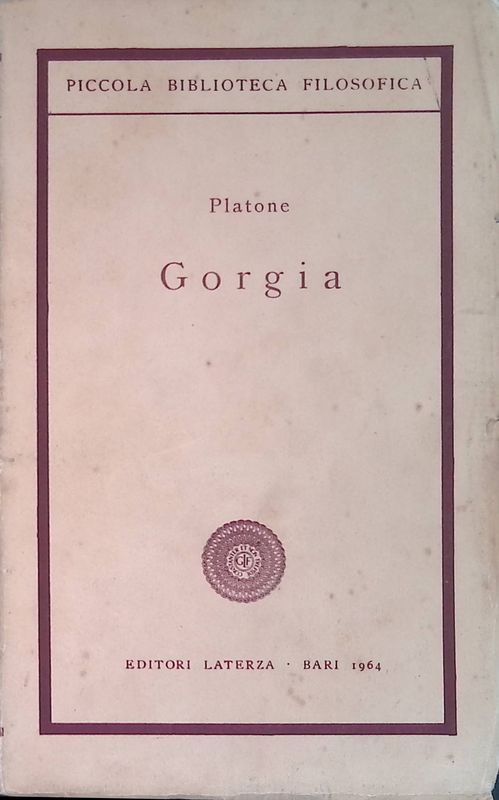 PICCOLA BIBLIOTECA FILOSOFICA
Platone
Gorgia
EDITORI LATERZA · BARI 1964